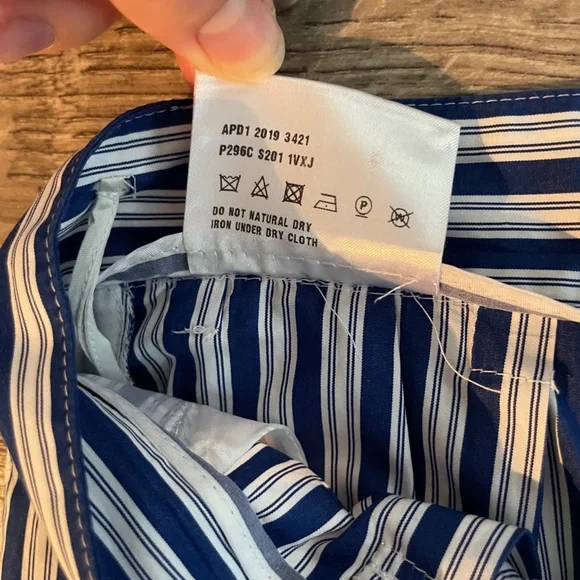 APD1 2019 3421
P296C S201 1VXJ
P
DO NOT NATURAL DRY
IRON UNDER DRY CLOTH